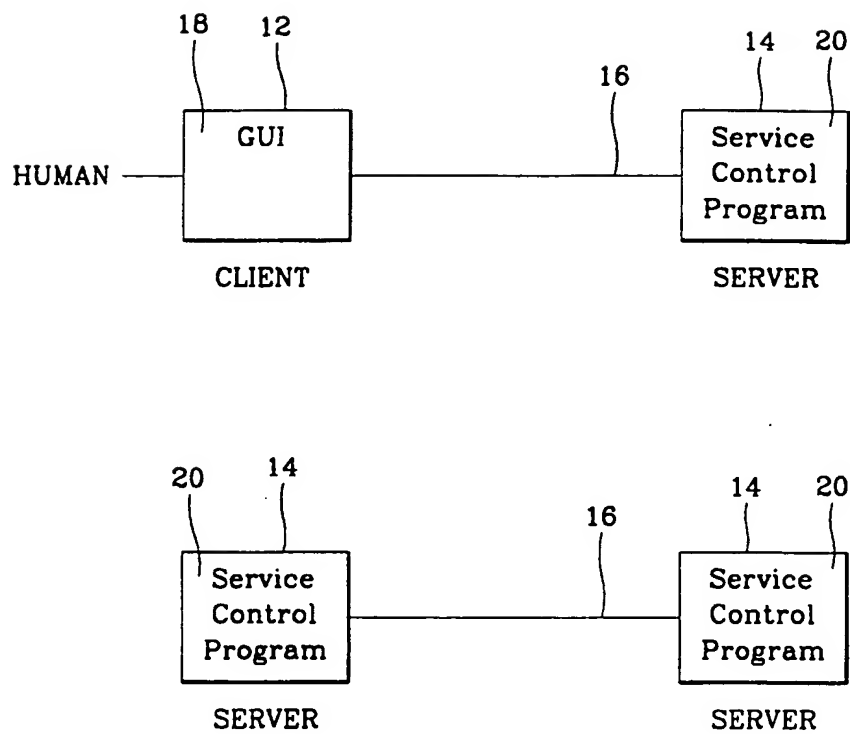 18 12 14 20
16
GUI
Service
Control
Program
HUMAN
CLIENT SERVER
20 14 14 20
16
Service Service
Control Control
Program Program
SERVER SERVER